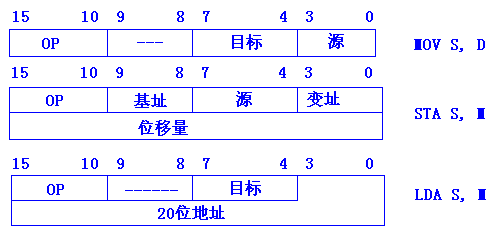 15 10 9 8 7 4 3 0
OP --- 目标 源 MOV S, D
15 10 9 8 7 4 3 0
OP 基址 源 变址 STA S, M
位移量
15 10 9 8 7 4 3 0
OP ------ 目标 LDA S, M
20位地址